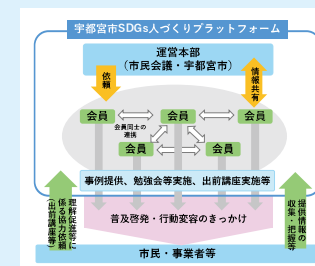 宇都宮市SDGs人づくりプラットフォーム
運営本部
（市民会議・宇都宮市）
依頼
情報共有
会員
会員
会員
会員同士の
連携
会員
会員
事例提供、勉強会等実施、出前講座実施等
理解促進等に
係る協力依頼
（出前講座等）
普及啓発・行動変容のきっかけ
提供情報の
収集・把握等
市民・事業者等